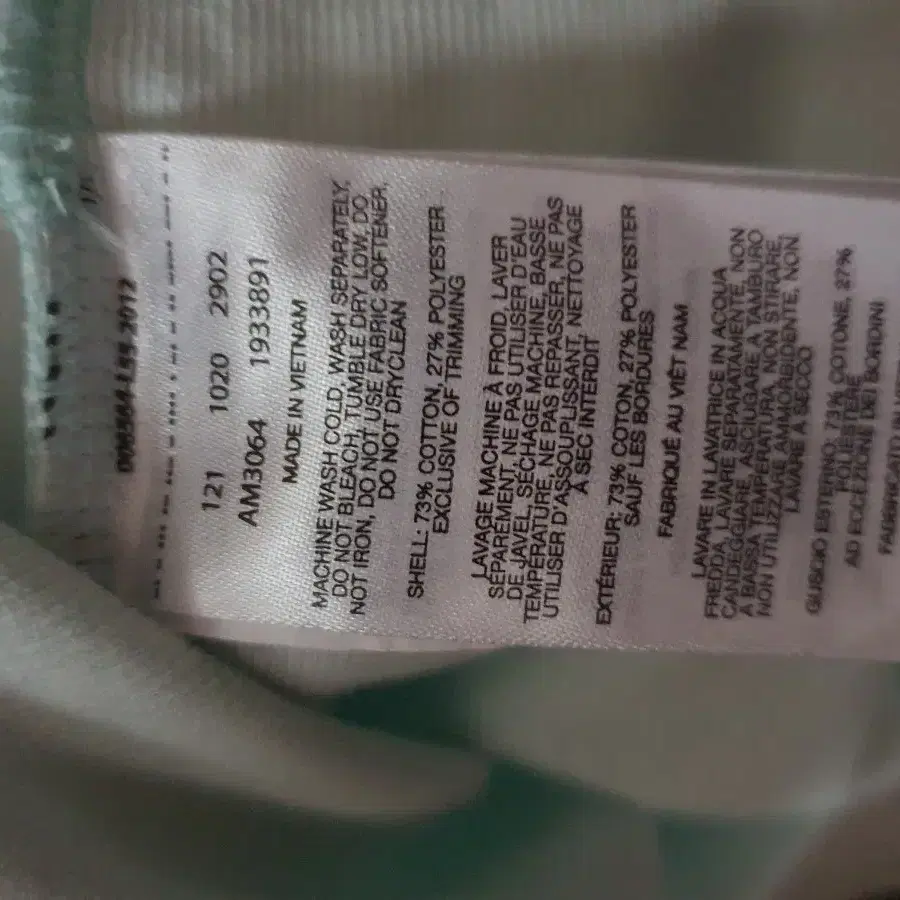 121 1020 2902
AM3064 1933891
MADE IN VIETNAM
MACHINE WASH COLD, WASH SEPARATELY,
DO NOT BLEACH, TUMBLE DRY LOW, DO
NOT IRON, DO NOT USE FABRIC SOFTENER,
DO NOT DRYCLEAN
SHELL: 73% COTTON, 27% POLYESTER
EXCLUSIVE OF TRIMMING
LAVAGE MACHINE À FROID, LAVER
SÉPAREMENT, NE PAS UTILISER D'EAU
DE JAVEL, SÉCHAGE MACHINE, BASSE
TEMPÉRATURE, NE PAS REPASSER, NE PAS
UTILISER D'ASSOUPLISSANT, NETTOYAGE
À SEC INTERDIT
EXTÉRIEUR: 73% COTON, 27% POLYESTER
SAUF LES BORDURES
FABRIQUÉ AU VIÊT NAM
LAVARE IN LAVATRICE IN ACQUA
FREDDA, LAVARE SEPARATAMENTE, NON
CANDEGGIARE, ASCIUGARE A TAMBURO
A BASSA TEMPERATURA, NON STIRARE,
NON UTILIZZARE AMMORBIDENTE, NON
LAVARE A SECCO
GUSCIO ESTERNO: 73% COTONE, 27%
POLIESTERE
AD ECCEZIONE DEI BORDINI
FABBRICATO IN